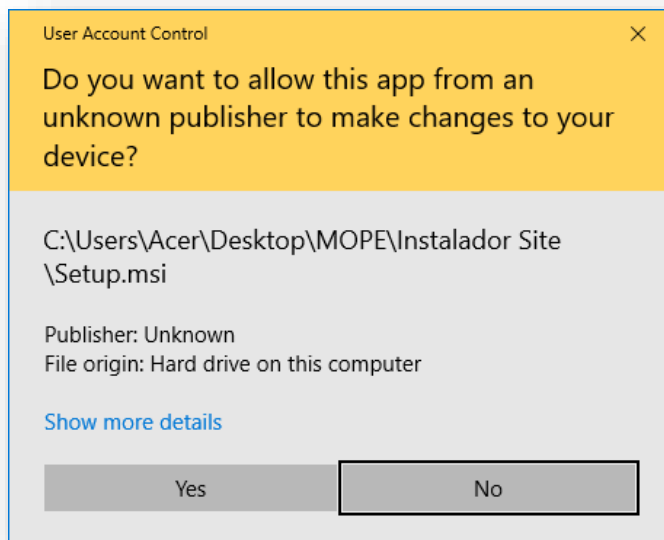 User Account Control
Do you want to allow this app from an
unknown publisher to make changes to your
device?
C:\Users\Acer\Desktop\MOPE\Instalador Site
\Setup.msi
Publisher: Unknown
File origin: Hard drive on this computer
Show more details
Yes
No